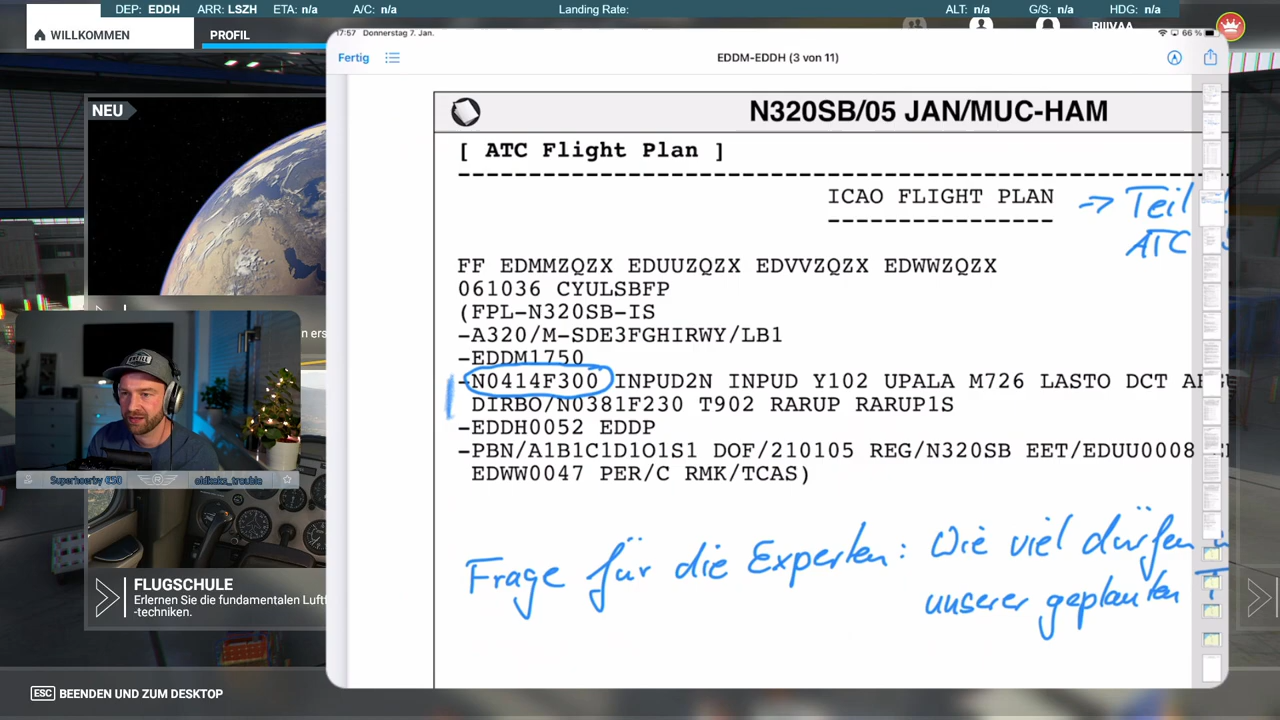 DEP: EDDH ARR: LSZH ETA: n/a A/C: n/a Landing Rate: ALT: n/a G/S: n/a HDG: n/a
WILLKOMMEN
PROFIL
RIIVAA
17:57 Donnerstag 7. Jan.
66 %
Fertig
EDDM-EDDH (3 von 11)
NEU
N320SB/05 JAN/MUC-HAM
[ ATC Flight Plan ]
ICAO FLIGHT PLAN
→ Teil
ATC
FF EDMMZQZX EDUUZQZX EDVVZQZX EDWWZQZX
061036 CYULSBFP
(FPL-N320SB-IS
-A320/M-SDE3FGHIRWY/LB1
-EDDM1750
-N0414F300 INPUD2N INPUD Y102 UPALA M726 LASTO DCT
DIRBO/N0381F230 T902 RARUP RARUP1S
-EDDH0052 EDDP
-PBN/A1B1C1D1O1S1 DOF/210105 REG/N320SB EET/EDUU0008
EDWW0047 PER/C RMK/TCAS)
Frage für die Experten: Wie viel dürfen
unserer geplanten
Superhoerby €50
oldkeks_trouble
FLUGSCHULE
Erlernen Sie die fundamentalen Luft
-techniken.
ESC BEENDEN UND ZUM DESKTOP